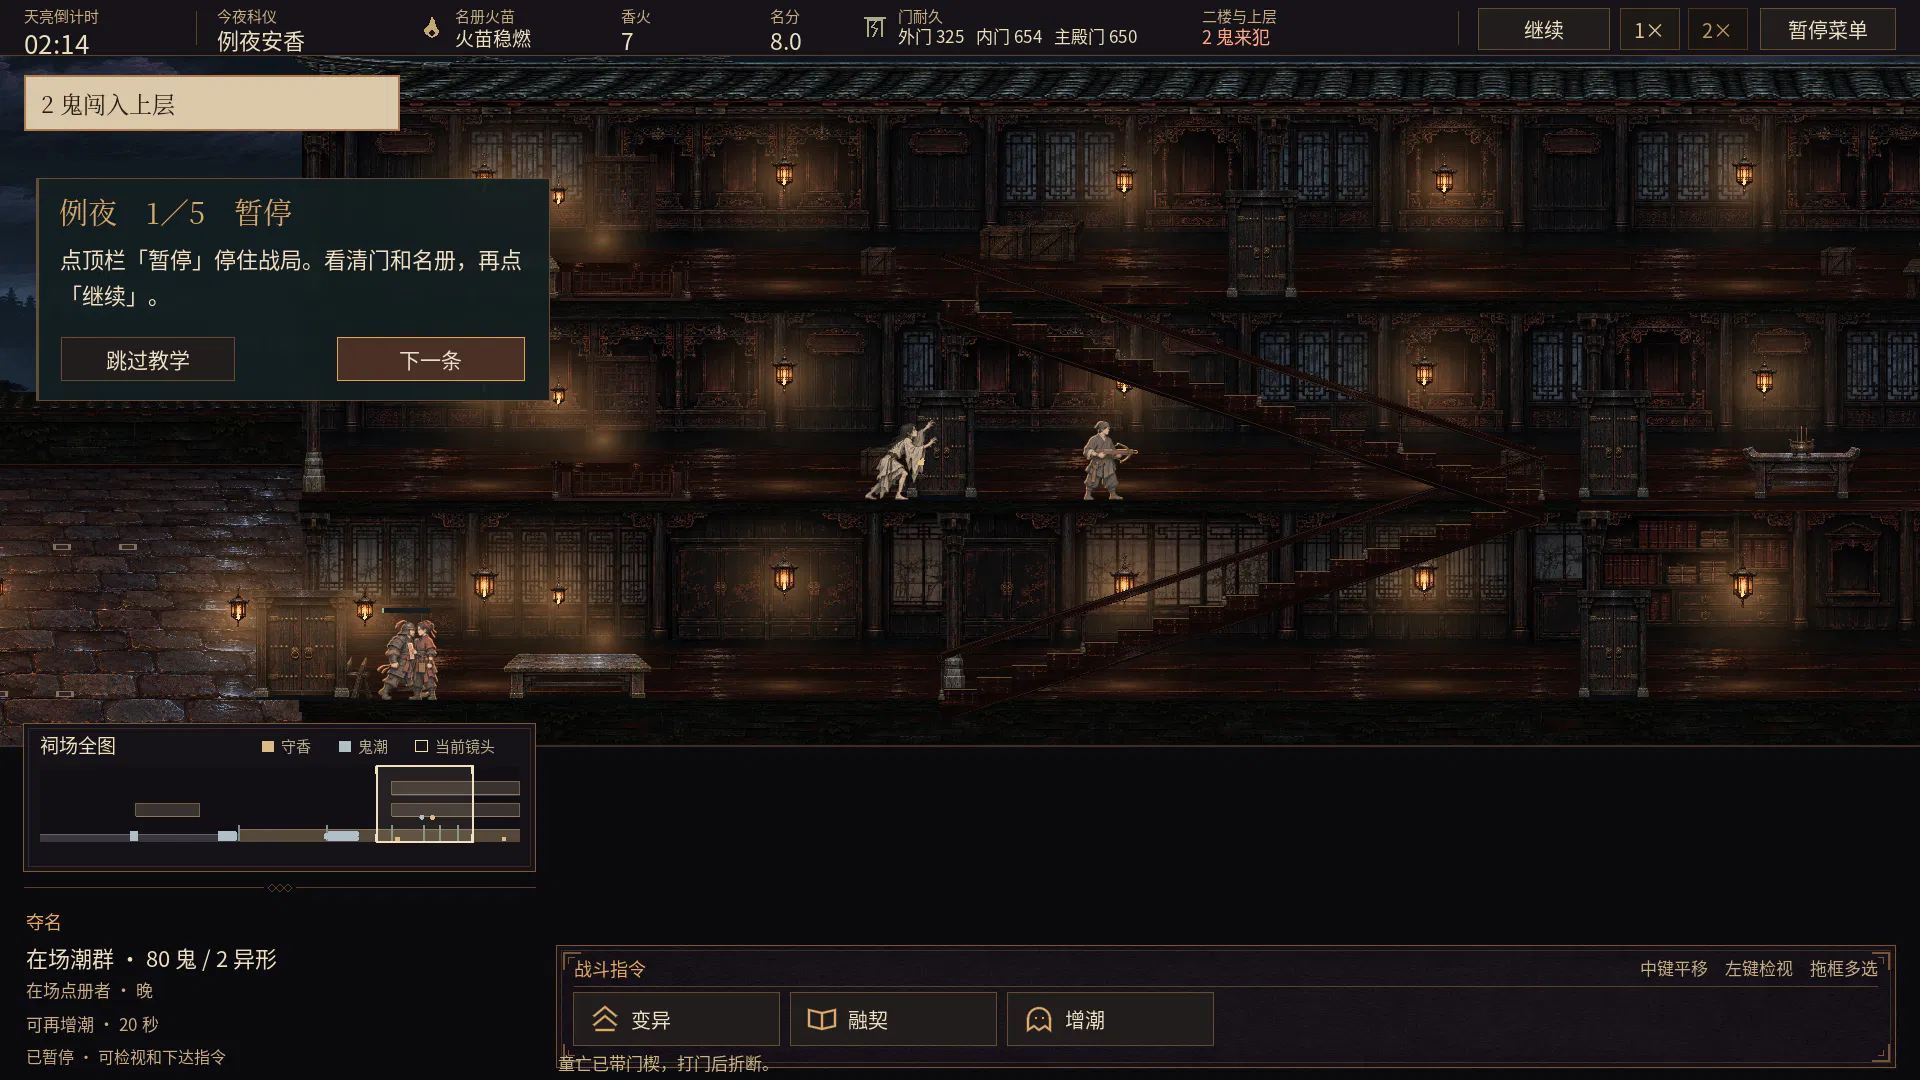 天亮倒计时
02:14
今夜科仪
例夜安香
名册火苗
火苗稳燃
香火
7
名分
8.0
门耐久
外门 325 内门 654 主殿门 650
二楼与上层
2 鬼来犯
继续
1×
2×
暂停菜单
2 鬼闯入上层
例夜 1／5 暂停
点顶栏「暂停」停住战局。看清门和名册，再点
「继续」。
跳过教学
下一条
祠场全图
守香
鬼潮
当前镜头
夺名
在场潮群 · 80 鬼 / 2 异形
在场点册者 · 晚
可再增潮 · 20 秒
已暂停 · 可检视和下达指令
战斗指令
中键平移 左键检视 拖框多选
变异
融契
增潮
童亡已带门楔，打门后折断。